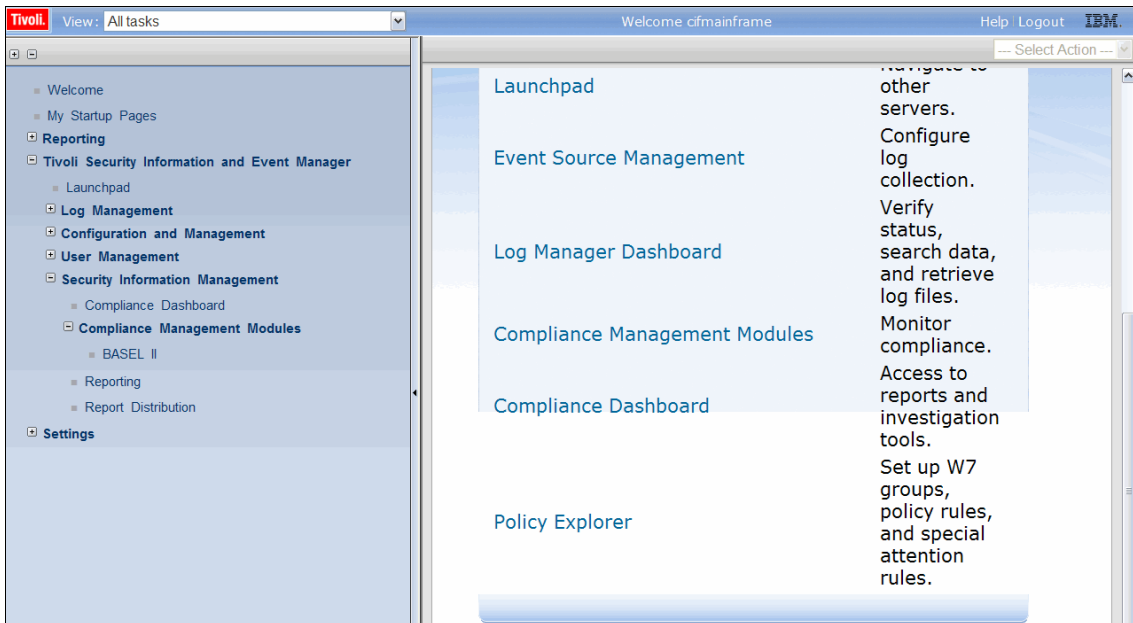 Tivoli. View: All tasks Welcome cifmainframe Help Logout IBM.
--- Select Action ---
Welcome
My Startup Pages
Reporting
Tivoli Security Information and Event Manager
Launchpad
Log Management
Configuration and Management
User Management
Security Information Management
Compliance Dashboard
Compliance Management Modules
BASEL II
Reporting
Report Distribution
Settings
Launchpad
Navigate to
other
servers.
Event Source Management
Configure
log
collection.
Log Manager Dashboard
Verify
status,
search data,
and retrieve
log files.
Compliance Management Modules
Monitor
compliance.
Compliance Dashboard
Access to
reports and
investigation
tools.
Policy Explorer
Set up W7
groups,
policy rules,
and special
attention
rules.